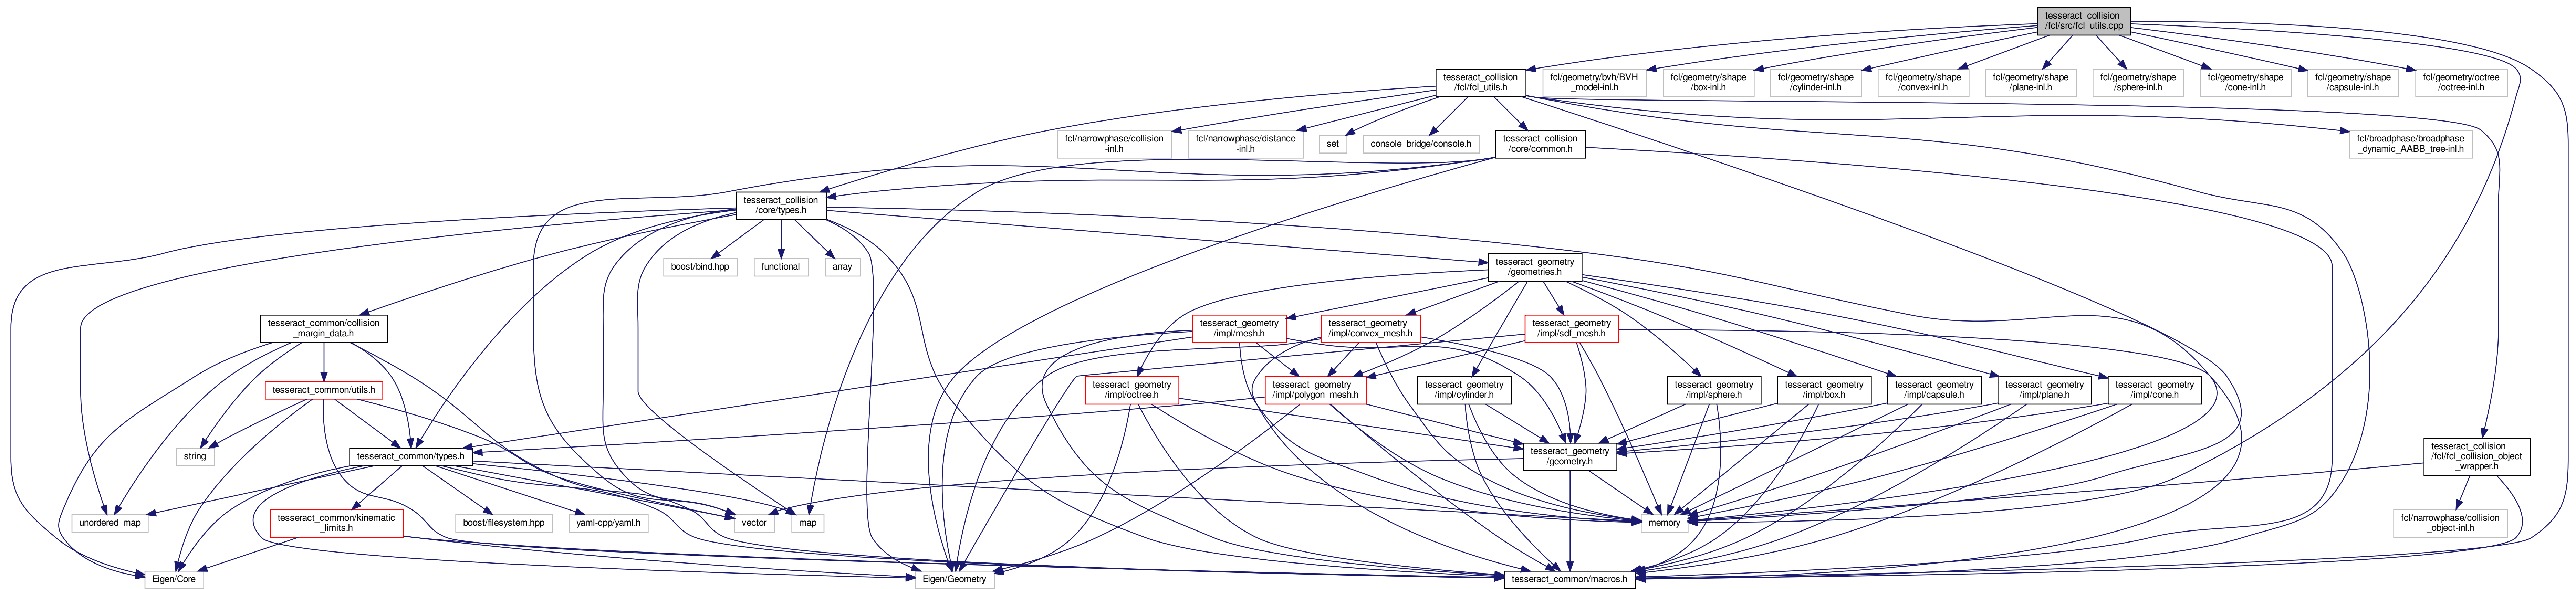 tesseract_collision
/fcl/src/fcl_utils.cpp
tesseract_collision
/fcl/fcl_utils.h
fcl/geometry/bvh/BVH
_model-inl.h
fcl/geometry/shape
/box-inl.h
fcl/geometry/shape
/cylinder-inl.h
fcl/geometry/shape
/convex-inl.h
fcl/geometry/shape
/plane-inl.h
fcl/geometry/shape
/sphere-inl.h
fcl/geometry/shape
/cone-inl.h
fcl/geometry/shape
/capsule-inl.h
fcl/geometry/octree
/octree-inl.h
fcl/narrowphase/collision
-inl.h
fcl/narrowphase/distance
-inl.h
set
console_bridge/console.h
tesseract_collision
/core/common.h
fcl/broadphase/broadphase
_dynamic_AABB_tree-inl.h
tesseract_collision
/core/types.h
boost/bind.hpp
functional
array
tesseract_geometry
/geometries.h
tesseract_common/collision
_margin_data.h
tesseract_geometry
/impl/mesh.h
tesseract_geometry
/impl/convex_mesh.h
tesseract_geometry
/impl/sdf_mesh.h
tesseract_common/utils.h
tesseract_geometry
/impl/octree.h
tesseract_geometry
/impl/polygon_mesh.h
tesseract_geometry
/impl/cylinder.h
tesseract_geometry
/impl/sphere.h
tesseract_geometry
/impl/box.h
tesseract_geometry
/impl/capsule.h
tesseract_geometry
/impl/plane.h
tesseract_geometry
/impl/cone.h
string
tesseract_common/types.h
tesseract_geometry
/geometry.h
tesseract_collision
/fcl/fcl_collision_object
_wrapper.h
unordered_map
tesseract_common/kinematic
_limits.h
boost/filesystem.hpp
yaml-cpp/yaml.h
vector
map
memory
fcl/narrowphase/collision
_object-inl.h
Eigen/Core
Eigen/Geometry
tesseract_common/macros.h